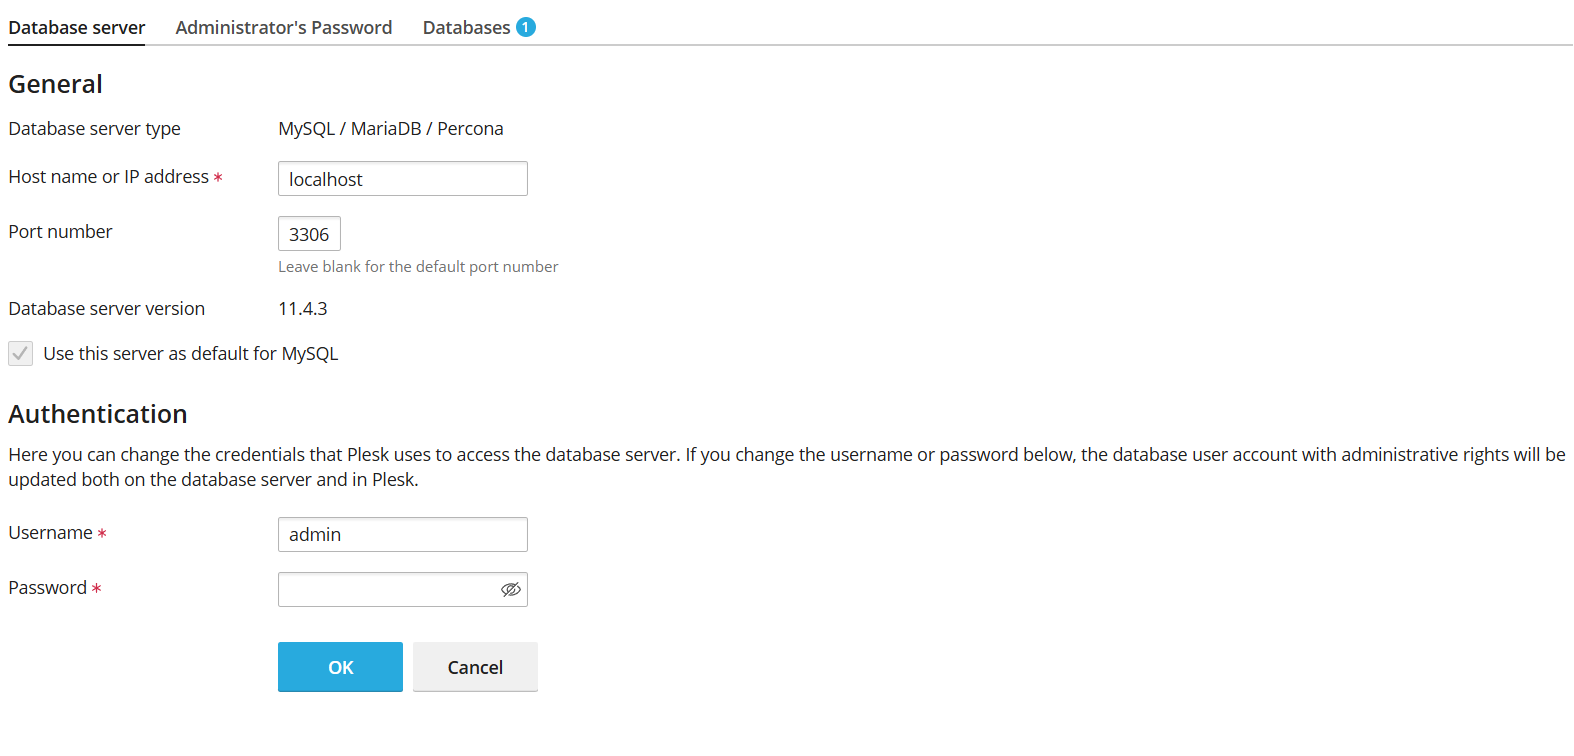 Database server Administrator's Password Databases 1
General
Database server type MySQL / MariaDB / Percona
Host name or IP address * localhost
Port number 3306
Leave blank for the default port number
Database server version 11.4.3
Use this server as default for MySQL
Authentication
Here you can change the credentials that Plesk uses to access the database server. If you change the username or password below, the database user account with administrative rights will be
updated both on the database server and in Plesk.
Username * admin
Password *
OK Cancel